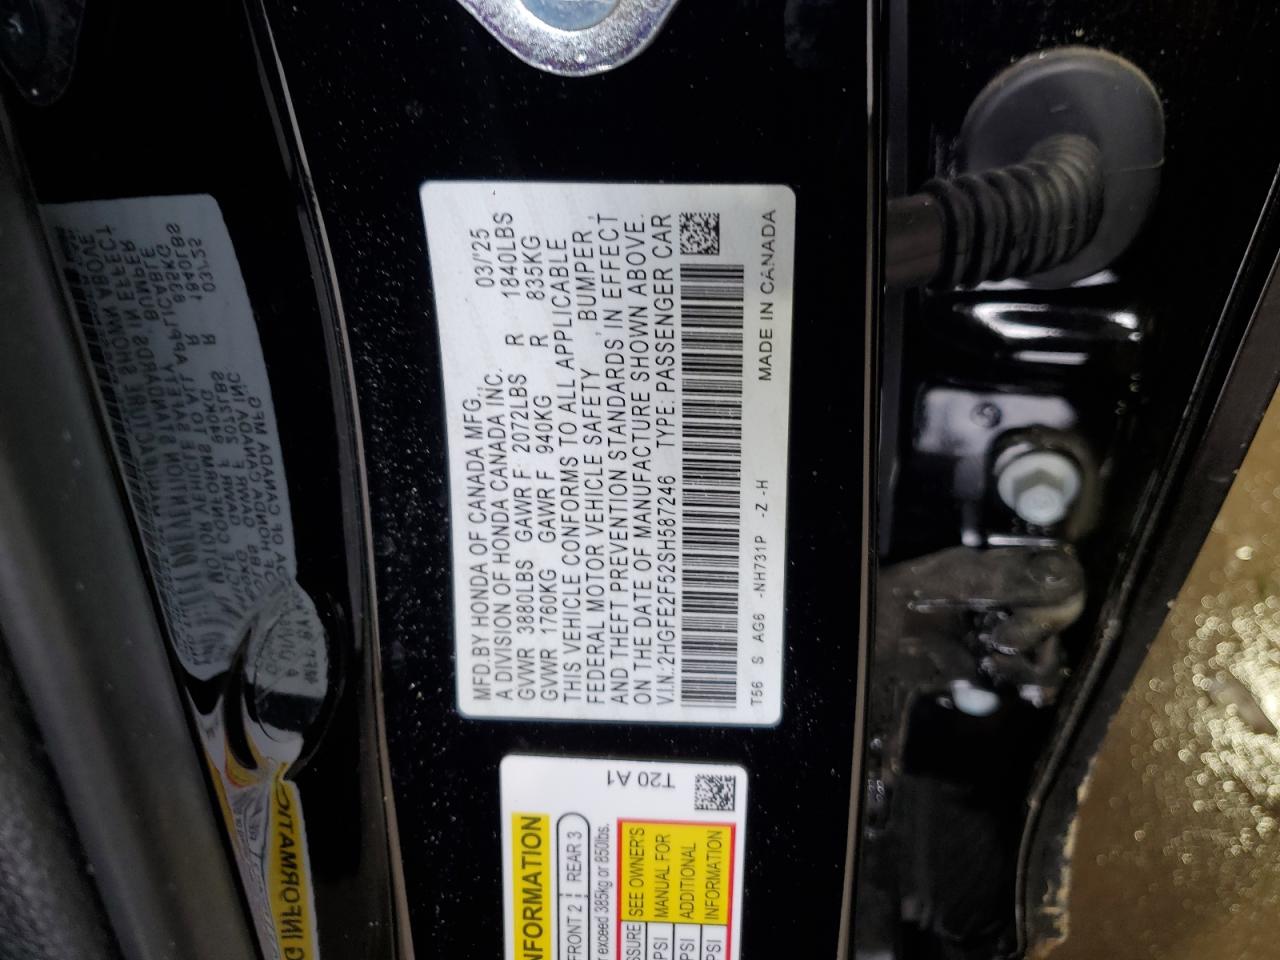 MFD.BY HONDA OF CANADA MFG., 03/'25
A DIVISION OF HONDA CANADA INC.
GVWR 3880LBS GAWR F 2072LBS R 1840LBS
GVWR 1760KG GAWR F 940KG R 835KG
THIS VEHICLE CONFORMS TO ALL APPLICABLE
FEDERAL MOTOR VEHICLE SAFETY , BUMPER ,
AND THEFT PREVENTION STANDARDS IN EFFECT
ON THE DATE OF MANUFACTURE SHOWN ABOVE.
V.I.N.:2HGFE2F52SH587246 TYPE:PASSENGER CAR
T56 S AG6 -NH731P -Z -H MADE IN CANADA
T20 A1
NFORMATION
FRONT 2 REAR 3
r exceed 385kg or 850lbs.
SSURE SEE OWNER'S
PSI MANUAL FOR
PSI ADDITIONAL
PSI INFORMATION